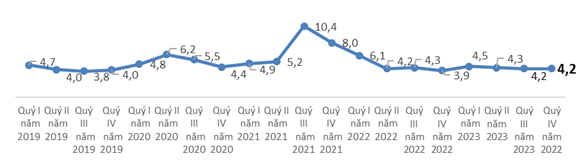 4,7
4,0
3,8
4,0
4,8
6,2
5,5
4,4
4,9
5,2
10,4
8,0
6,1
4,2
4,3
3,9
4,5
4,3
4,2
4,2
Quý I
năm
2019
Quý II
năm
2019
Quý
III
năm
2019
Quý
IV
năm
2019
Quý I
năm
2020
Quý II
năm
2020
Quý
III
năm
2020
Quý
IV
năm
2020
Quý I
năm
2021
Quý II
năm
2021
Quý
III
năm
2021
Quý
IV
năm
2021
Quý I
năm
2022
Quý II
năm
2022
Quý
III
năm
2022
Quý
IV
năm
2022
Quý I
năm
2023
Quý II
năm
2023
Quý
III
năm
2023
Quý
IV
năm
2022